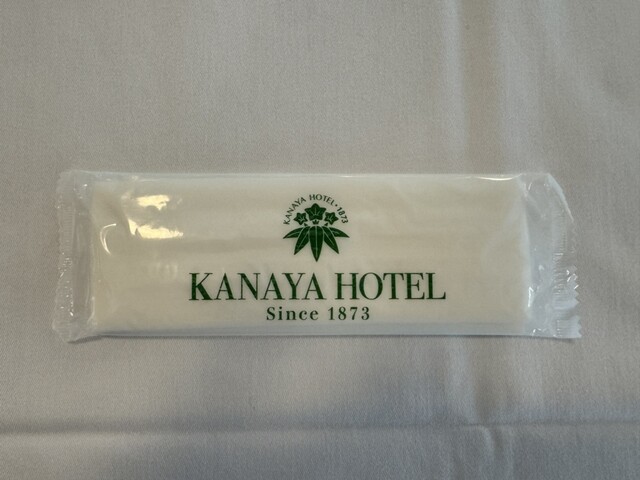 KANAYA HOTEL・1873
KANAYA HOTEL
Since 1873